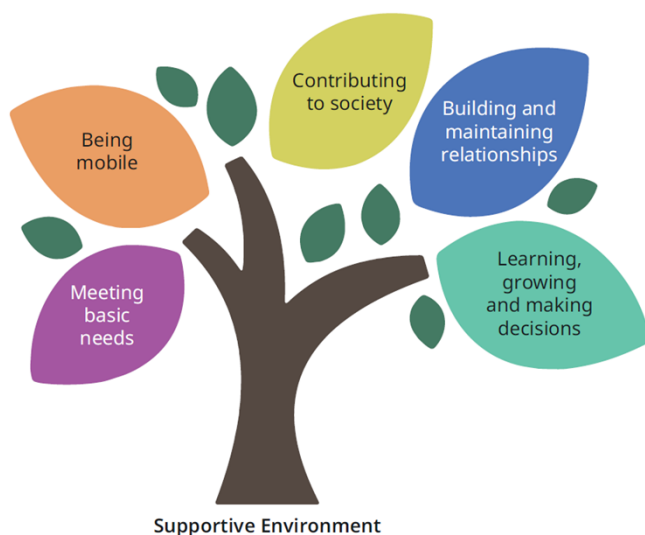 Contributing
to society
Building and
maintaining
relationships
Being
mobile
Learning,
growing
and making
decisions
Meeting
basic
needs
Supportive Environment